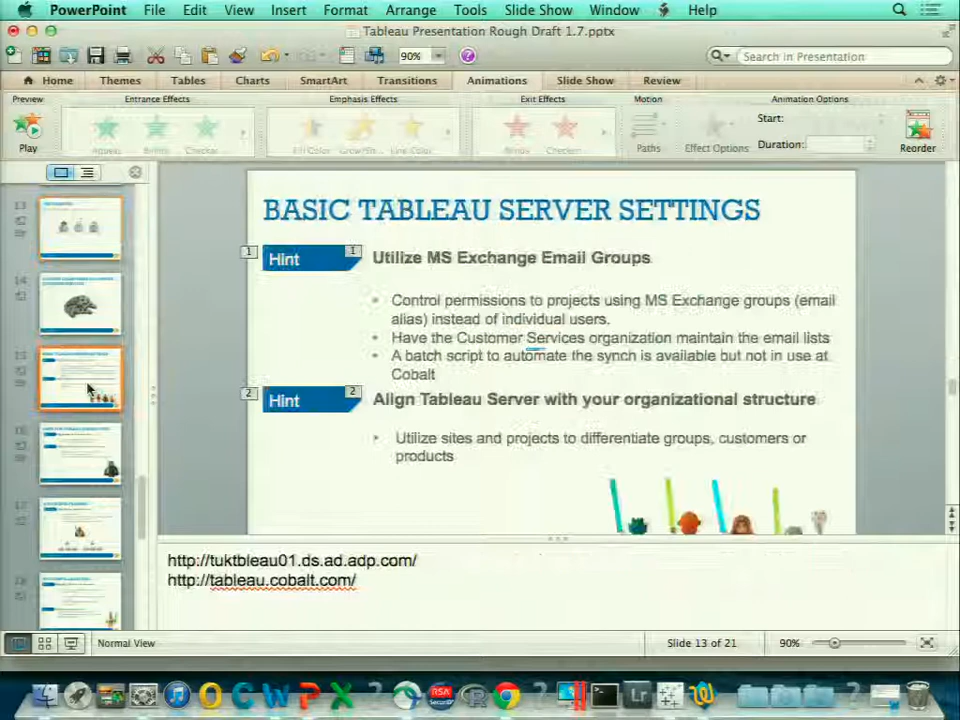 PowerPoint File Edit View Insert Format Arrange Tools Slide Show Window Help
Tableau Presentation Rough Draft 1.7.pptx
90% Search in Presentation
Home Themes Tables Charts SmartArt Transitions Animations Slide Show Review
Preview Entrance Effects Emphasis Effects Exit Effects Motion Animation Options
Start:
Duration:
Play Paths Effect Options Reorder
BASIC TABLEAU SERVER SETTINGS
1 Hint 1 Utilize MS Exchange Email Groups
• Control permissions to projects using MS Exchange groups (email
alias) instead of individual users.
• Have the Customer Services organization maintain the email lists
• A batch script to automate the synch is available but not in use at
Cobalt
2 Hint 2 Align Tableau Server with your organizational structure
Utilize sites and projects to differentiate groups, customers or
products
http://tuktbleau01.ds.ad.adp.com/
http://tableau.cobalt.com/
Normal View Slide 13 of 21 90%